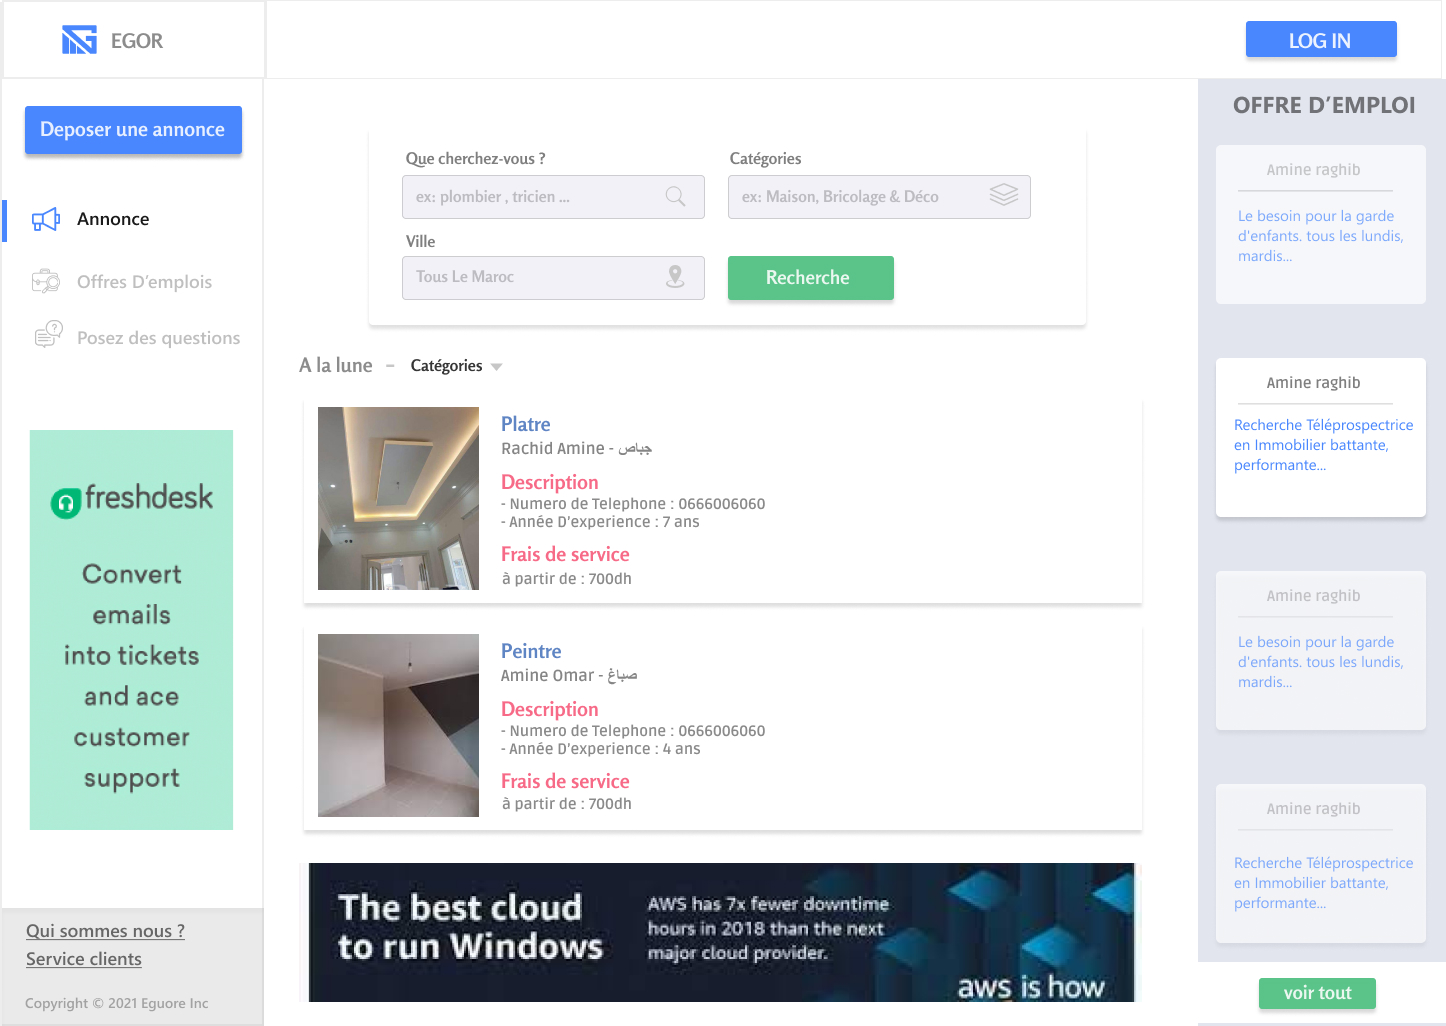 EGOR
LOG IN
Deposer une annonce
Annonce
Offres D'emplois
Posez des questions
freshdesk
Convert
emails
into tickets
and ace
customer
support
Qui sommes nous ?
Service clients
Copyright © 2021 Eguore Inc
Que cherchez-vous ?
ex: plombier , tricien ...
Catégories
ex: Maison, Bricolage & Déco
Ville
Tous Le Maroc
Recherche
A la lune – Catégories
Platre
Rachid Amine - جباص
Description
- Numero de Telephone : 0666006060
- Année D'experience : 7 ans
Frais de service
à partir de : 700dh
Peintre
Amine Omar - صباغ
Description
- Numero de Telephone : 0666006060
- Année D'experience : 4 ans
Frais de service
à partir de : 700dh
The best cloud
to run Windows
AWS has 7x fewer downtime
hours in 2018 than the next
major cloud provider.
aws is how
OFFRE D'EMPLOI
Amine raghib
Le besoin pour la garde
d'enfants. tous les lundis,
mardis...
Amine raghib
Recherche Téléprospectrice
en Immobilier battante,
performante...
Amine raghib
Le besoin pour la garde
d'enfants. tous les lundis,
mardis...
Amine raghib
Recherche Téléprospectrice
en Immobilier battante,
performante...
voir tout